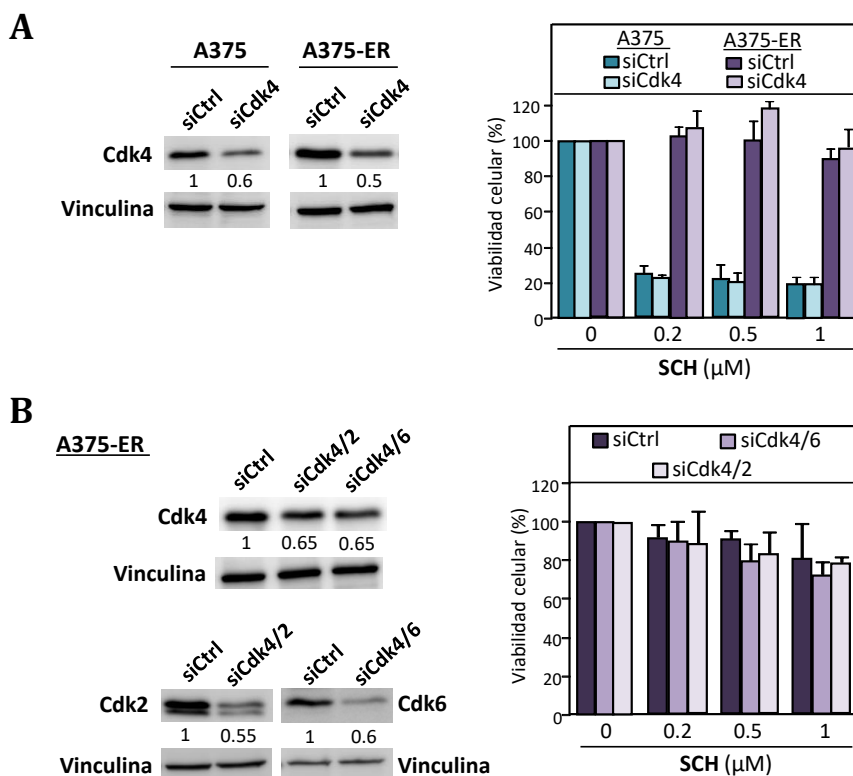 A
A375 A375-ER
siCtrl siCdk4 siCtrl siCdk4
Cdk4
1 0.6 1 0.5
Vinculina
A375 A375-ER
siCtrl siCtrl
siCdk4 siCdk4
Viabilidad celular (%)
120
100
80
60
40
20
0
0 0.2 0.5 1
SCH (µM)
B
A375-ER
siCtrl siCdk4/2 siCdk4/6
Cdk4
1 0.65 0.65
Vinculina
siCtrl siCdk4/2 siCtrl siCdk4/6
Cdk2 Cdk6
1 0.55 1 0.6
Vinculina Vinculina
siCtrl siCdk4/6
siCdk4/2
Viabilidad celular (%)
120
100
80
60
40
20
0
0 0.2 0.5 1
SCH (µM)